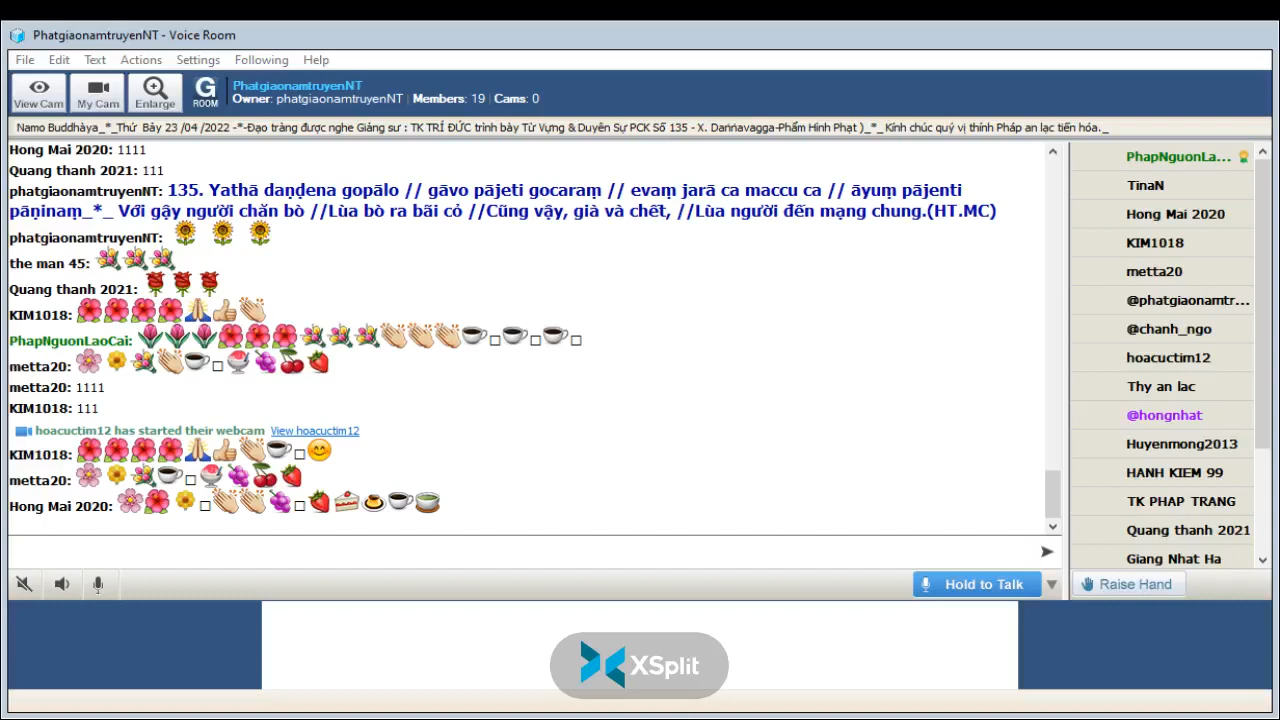 PhatgiaonamtruyenNT - Voice Room
File Edit Text Actions Settings Following Help
View Cam My Cam Enlarge G ROOM
PhatgiaonamtruyenNT
Owner: phatgiaonamtruyenNT | Members: 19 | Cams: 0
Namo Buddhàya_*_Thứ Bảy 23 /04 /2022 -*-Đạo tràng được nghe Giảng sư : TK TRÍ ĐỨC trình bày Từ Vựng & Duyên Sự PCK Số 135 - X. Daṇḍavagga-Phẩm Hình Phạt )_*_ Kính chúc quý vị thính Pháp an lạc tiến hóa._
Hong Mai 2020: 1111
Quang thanh 2021: 111
phatgiaonamtruyenNT: 135. Yathā daṇḍena gopālo // gāvo pājeti gocaraṃ // evaṃ jarā ca maccu ca // āyuṃ pājenti
pāṇinaṃ_*_ Với gậy người chăn bò //Lùa bò ra bãi cỏ //Cũng vậy, già và chết, //Lùa người đến mạng chung.(HT.MC)
phatgiaonamtruyenNT:
the man 45:
Quang thanh 2021:
KIM1018:
PhapNguonLaoCai:
metta20:
metta20: 1111
KIM1018: 111
hoacuctim12 has started their webcam View hoacuctim12
KIM1018:
metta20:
Hong Mai 2020:
Hold to Talk
PhapNguonLa...
TinaN
Hong Mai 2020
KIM1018
metta20
@phatgiaonamtr...
@chanh_ngo
hoacuctim12
Thy an lac
@hongnhat
Huyenmong2013
HANH KIEM 99
TK PHAP TRANG
Quang thanh 2021
Giang Nhat Ha
Raise Hand
XSplit